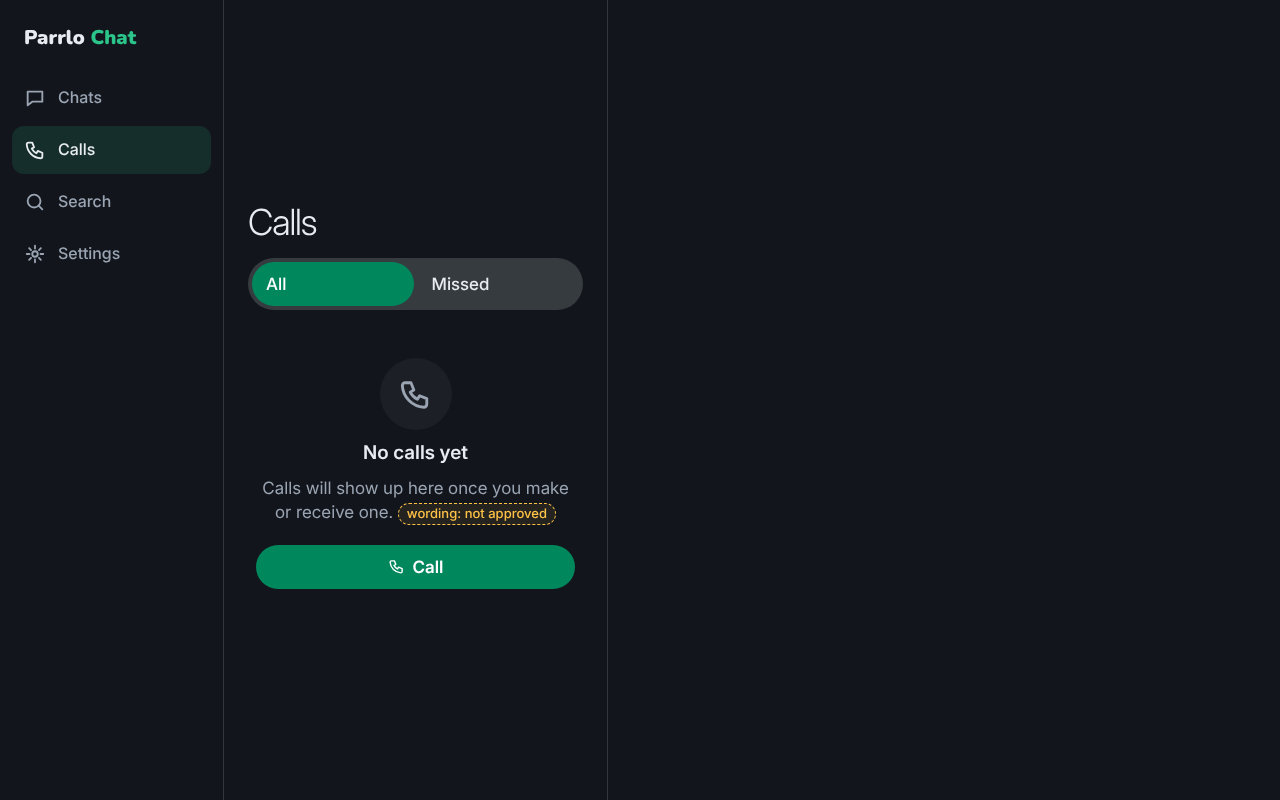 Parrlo Chat
Chats
Calls
Search
Settings
Calls
All
Missed
No calls yet
Calls will show up here once you make
or receive one. wording: not approved
Call